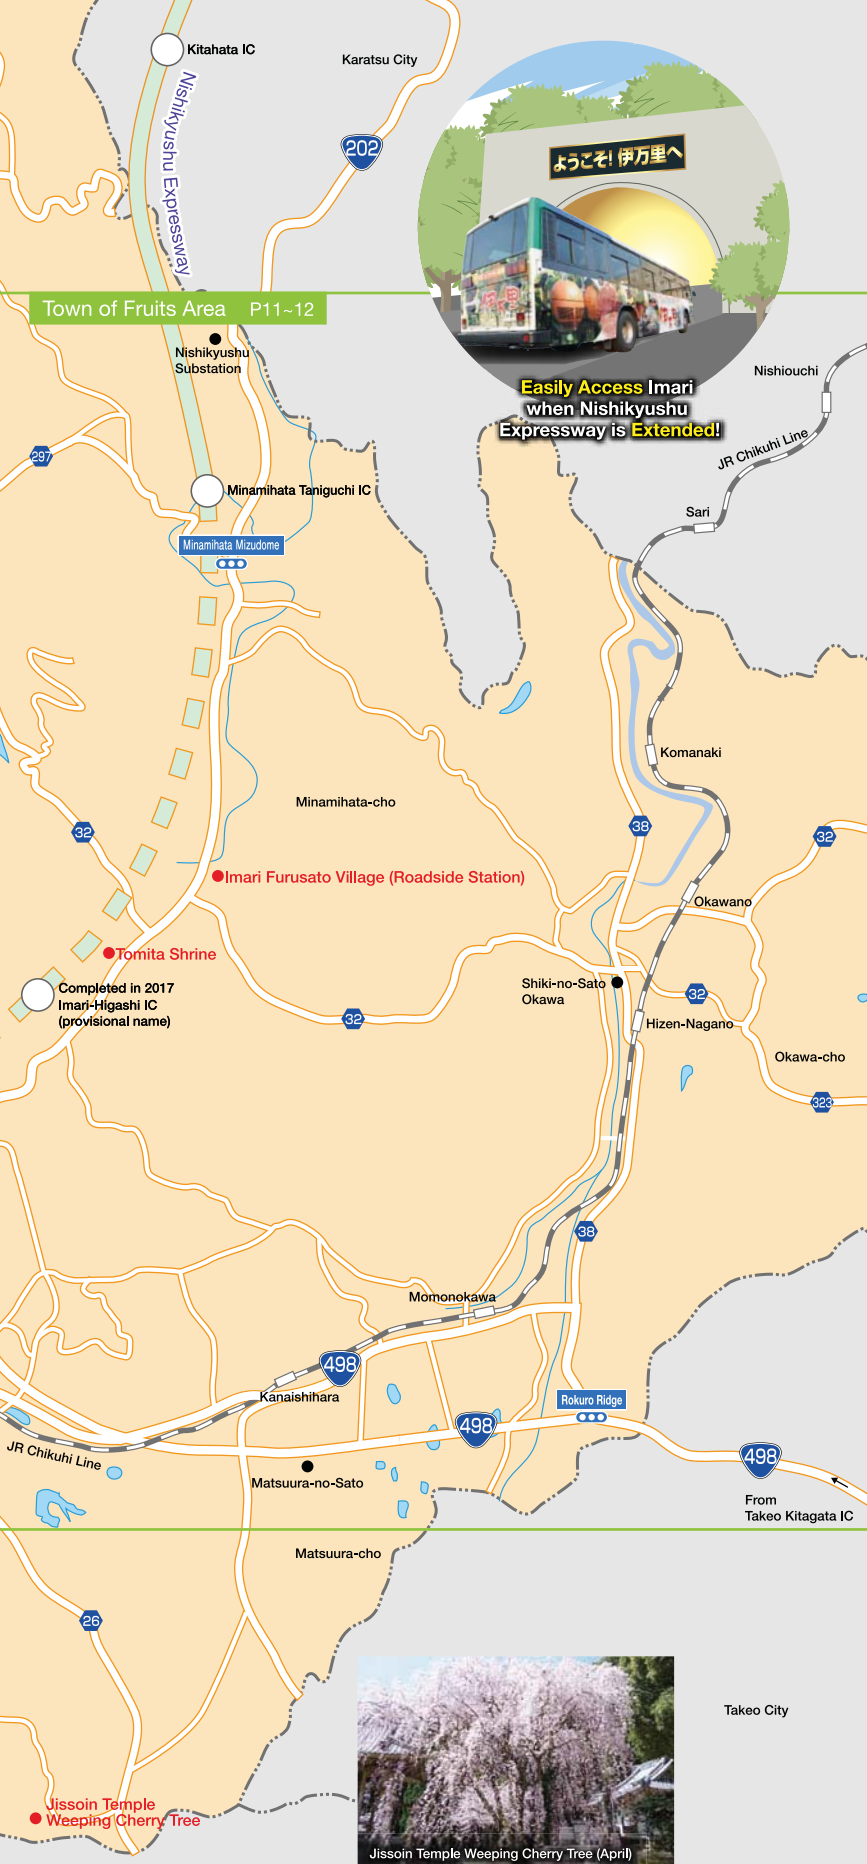 Kitahata IC
Karatsu City
Nishikyushu Expressway
202
ようこそ! 伊万里へ
Town of Fruits Area P11~12
Nishikyushu
Substation
Easily Access Imari
when Nishikyushu
Expressway is Extended!
Nishiouchi
JR Chikuhi Line
297
Minamihata Taniguchi IC
Sari
Minamihata Mizudome
Komanaki
Minamihata-cho
32
38
32
Imari Furusato Village (Roadside Station)
Okawano
Tomita Shrine
Completed in 2017
Imari-Higashi IC
(provisional name)
Shiki-no-Sato
Okawa
32
32
Hizen-Nagano
Okawa-cho
323
38
Momonokawa
498
Kanaishihara
Rokuro Ridge
498
JR Chikuhi Line
498
Matsuura-no-Sato
From
Takeo Kitagata IC
Matsuura-cho
26
Takeo City
Jissoin Temple
Weeping Cherry Tree
Jissoin Temple Weeping Cherry Tree (April)